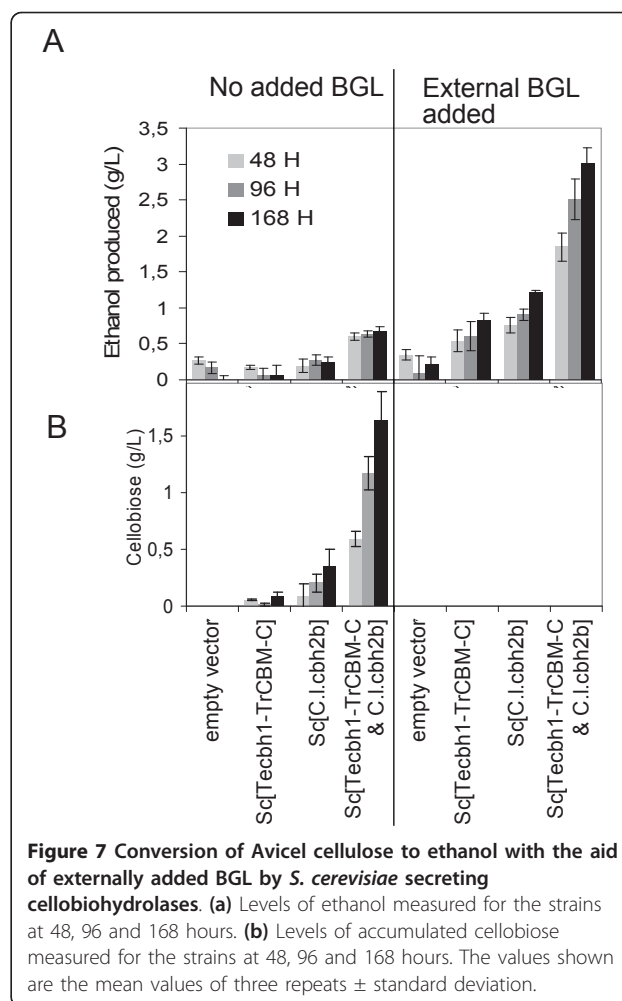 A
No added BGL
External BGL
added
3,5
3
2,5
2
1,5
1
0,5
0
Ethanol produced (g/L)
48 H
96 H
168 H
B
1,5
1
0,5
0
Cellobiose (g/L)
empty vector
Sc[Tecbh1-TrCBM-C]
Sc[C.l.cbh2b]
Sc[Tecbh1-TrCBM-C
& C.l.cbh2b]
empty vector
Sc[Tecbh1-TrCBM-C]
Sc[C.l.cbh2b]
Sc[Tecbh1-TrCBM-C
& C.l.cbh2b]
Figure 7 Conversion of Avicel cellulose to ethanol with the aid
of externally added BGL by S. cerevisiae secreting
cellobiohydrolases. (a) Levels of ethanol measured for the strains
at 48, 96 and 168 hours. (b) Levels of accumulated cellobiose
measured for the strains at 48, 96 and 168 hours. The values shown
are the mean values of three repeats ± standard deviation.